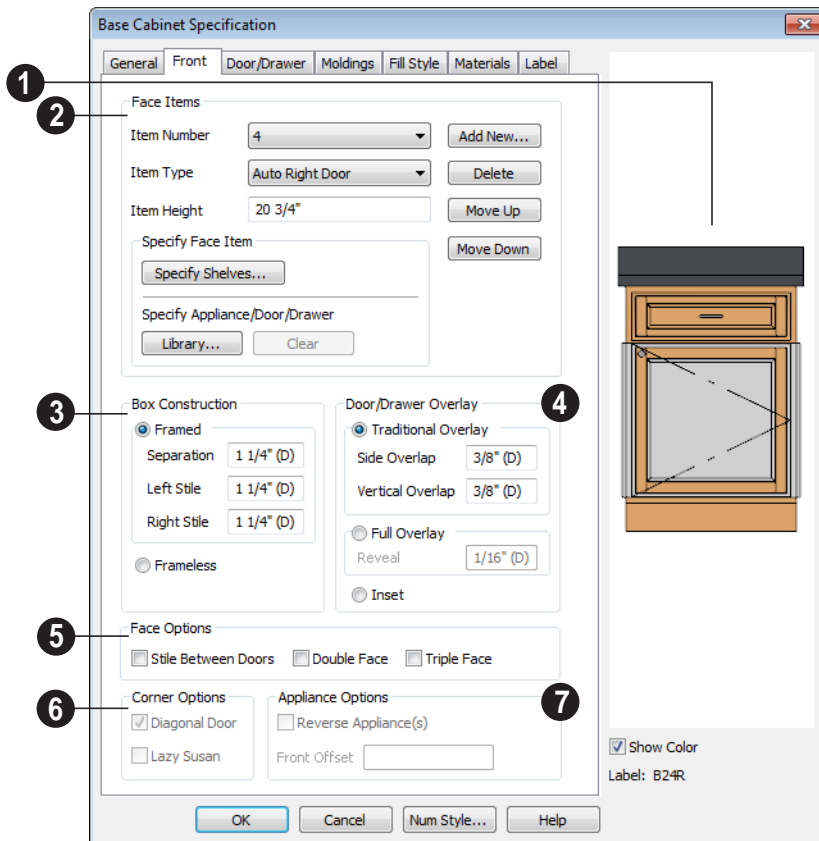 Base Cabinet Specification
General Front Door/Drawer Moldings Fill Style Materials Label
1
2
Face Items
Item Number 4 Add New...
Item Type Auto Right Door Delete
Item Height 20 3/4" Move Up
Specify Face Item Move Down
Specify Shelves...
Specify Appliance/Door/Drawer
Library... Clear
3
Box Construction
Framed
Separation 1 1/4" (D)
Left Stile 1 1/4" (D)
Right Stile 1 1/4" (D)
Frameless
4
Door/Drawer Overlay
Traditional Overlay
Side Overlap 3/8" (D)
Vertical Overlap 3/8" (D)
Full Overlay
Reveal 1/16" (D)
Inset
5
Face Options
Stile Between Doors Double Face Triple Face
6
Corner Options
Diagonal Door
Lazy Susan
7
Appliance Options
Reverse Appliance(s)
Front Offset
Show Color
Label: B24R
OK Cancel Num Style... Help